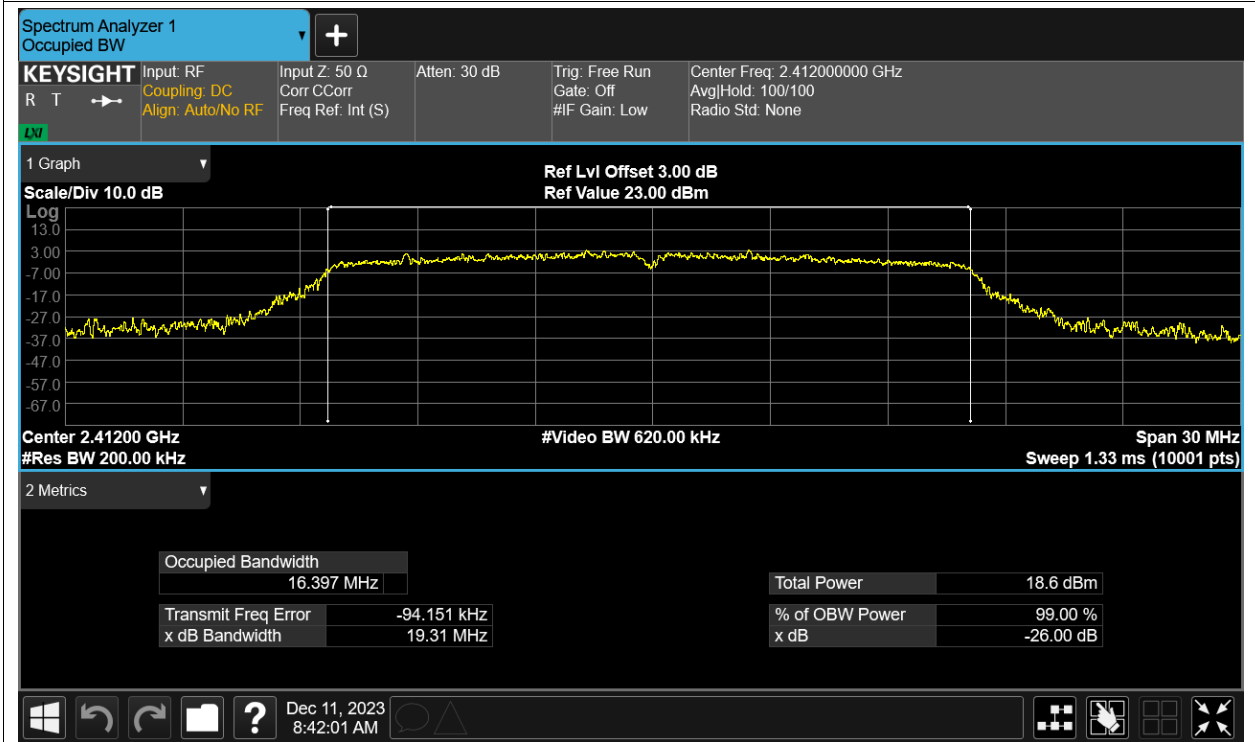 Spectrum Analyzer 1
Occupied BW
KEYSIGHT
R T
LXI
Input: RF
Coupling: DC
Align: Auto/No RF
Input Z: 50 Ω
Corr CCorr
Freq Ref: Int (S)
Atten: 30 dB
Trig: Free Run
Gate: Off
#IF Gain: Low
Center Freq: 2.412000000 GHz
Avg|Hold: 100/100
Radio Std: None
1 Graph
Scale/Div 10.0 dB
Ref Lvl Offset 3.00 dB
Ref Value 23.00 dBm
Log
13.0
3.00
-7.00
-17.0
-27.0
-37.0
-47.0
-57.0
-67.0
Center 2.41200 GHz
#Res BW 200.00 kHz
#Video BW 620.00 kHz
Span 30 MHz
Sweep 1.33 ms (10001 pts)
2 Metrics
Occupied Bandwidth
16.397 MHz
Transmit Freq Error -94.151 kHz
x dB Bandwidth 19.31 MHz
Total Power 18.6 dBm
% of OBW Power 99.00 %
x dB -26.00 dB
?
Dec 11, 2023
8:42:01 AM